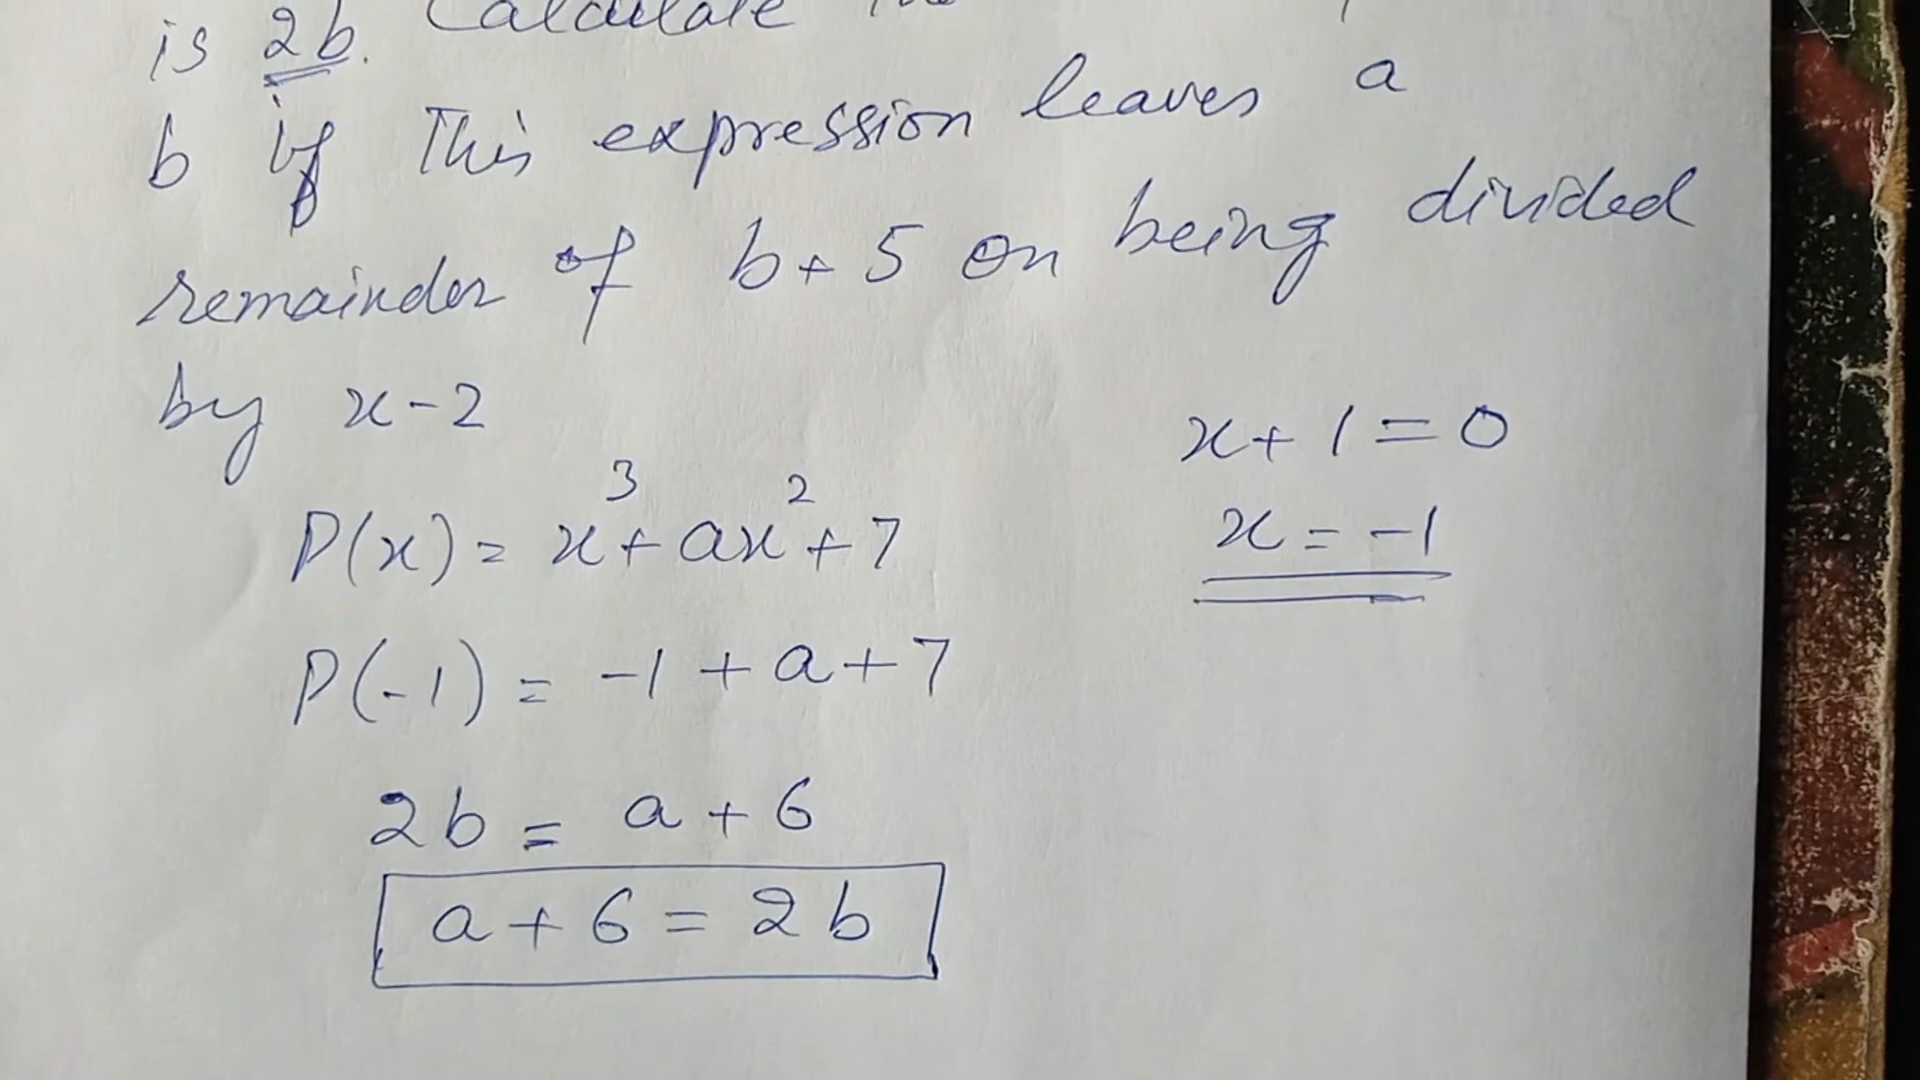 is 2b. Calculate the
b if This expression leaves a
remainder of b+5 on being divided
by x-2
x+1=0
P(x) = x³+ax²+7
x = -1
P(-1) = -1+a+7
2b = a+6
a+6 = 2b